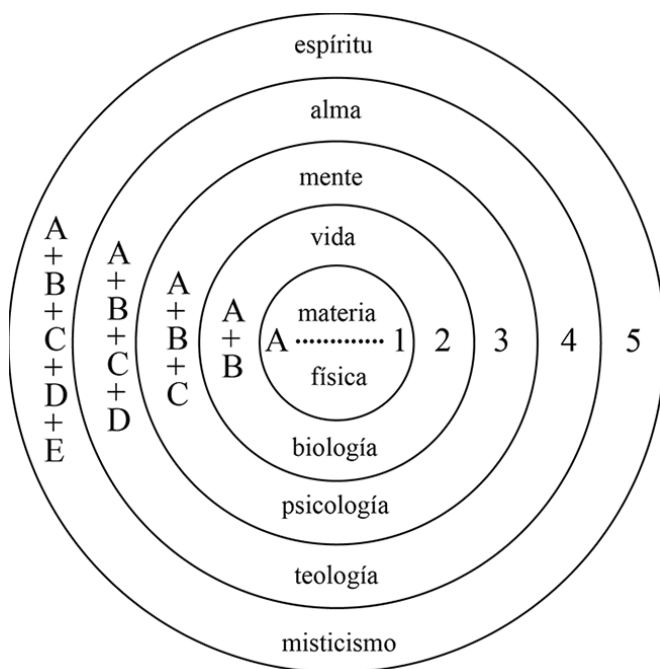 espíritu
alma
mente
vida
materia
A 1 2 3 4 5
física
biología
psicología
teología
misticismo
A
+
B
+
C
+
D
+
E
A
+
B
+
C
+
D
A
+
B
+
C
A
+
B